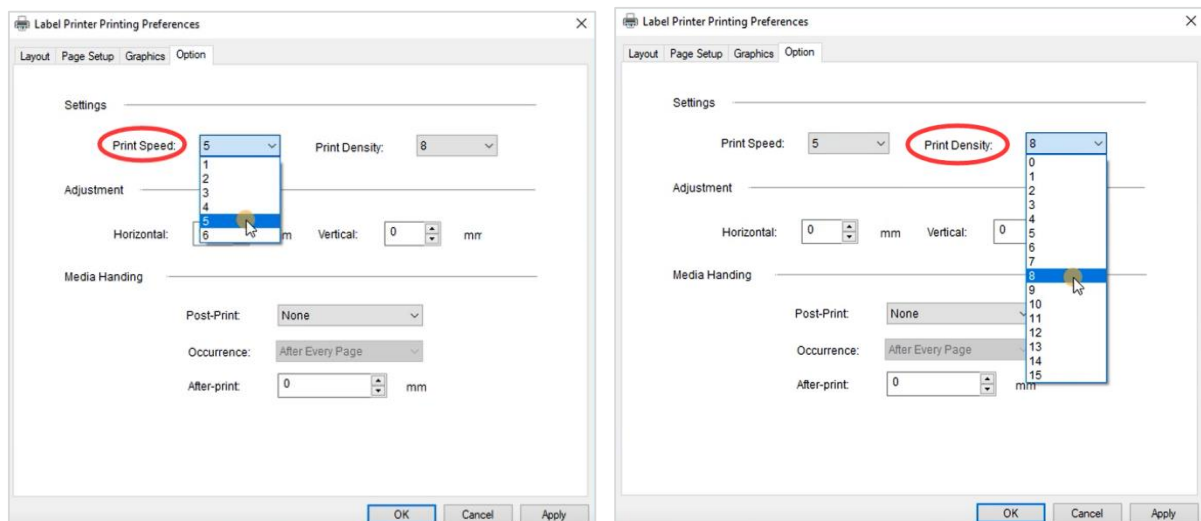 Label Printer Printing Preferences
Layout Page Setup Graphics Option
Settings
Print Speed: 5 Print Density: 8
1
2
3
4
5
6
Adjustment
Horizontal: m Vertical: 0 mm
Media Handing
Post-Print: None
Occurrence: After Every Page
After-print: 0 mm
OK Cancel Apply
Label Printer Printing Preferences
Layout Page Setup Graphics Option
Settings
Print Speed: 5 Print Density: 8
0
1
2
3
4
5
6
7
8
9
10
11
12
13
14
15
Adjustment
Horizontal: 0 mm Vertical: 0
Media Handing
Post-Print: None
Occurrence: After Every Page
After-print: 0 mm
OK Cancel Apply